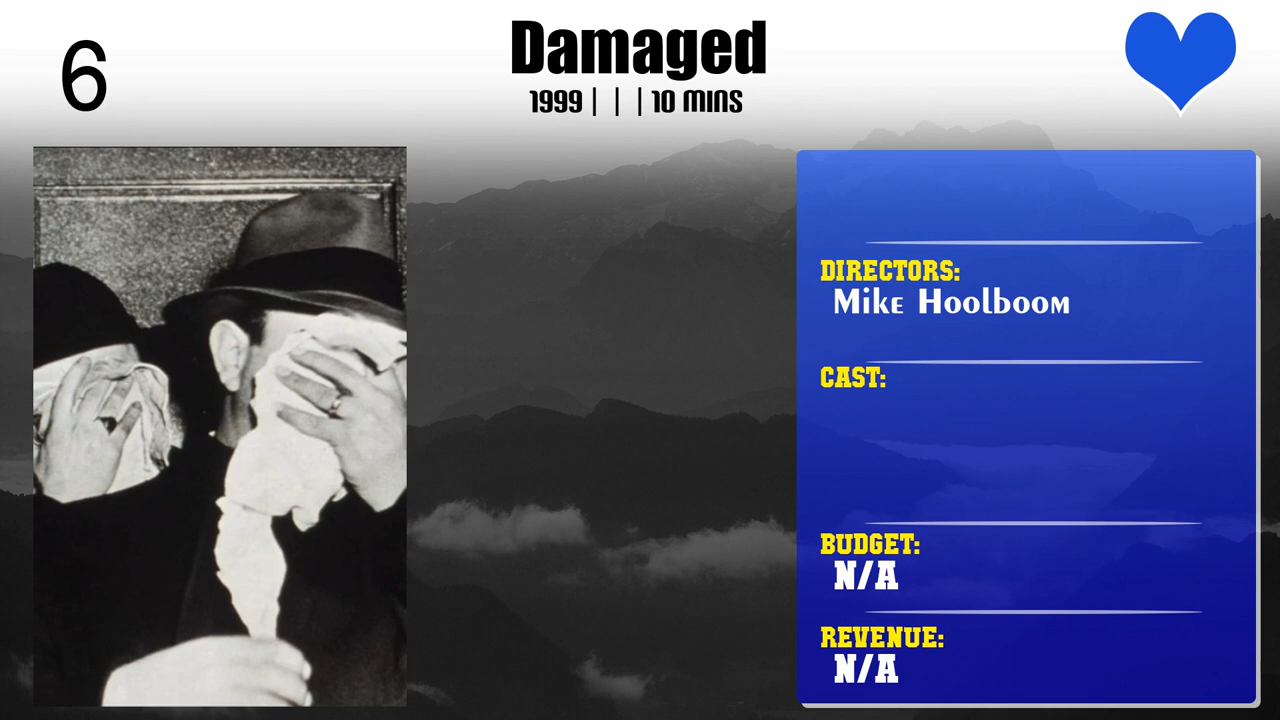 6
Damaged
1999 | | | 10 mins
DIRECTORS:
Mike Hoolboom
CAST:
BUDGET:
N/A
REVENUE:
N/A